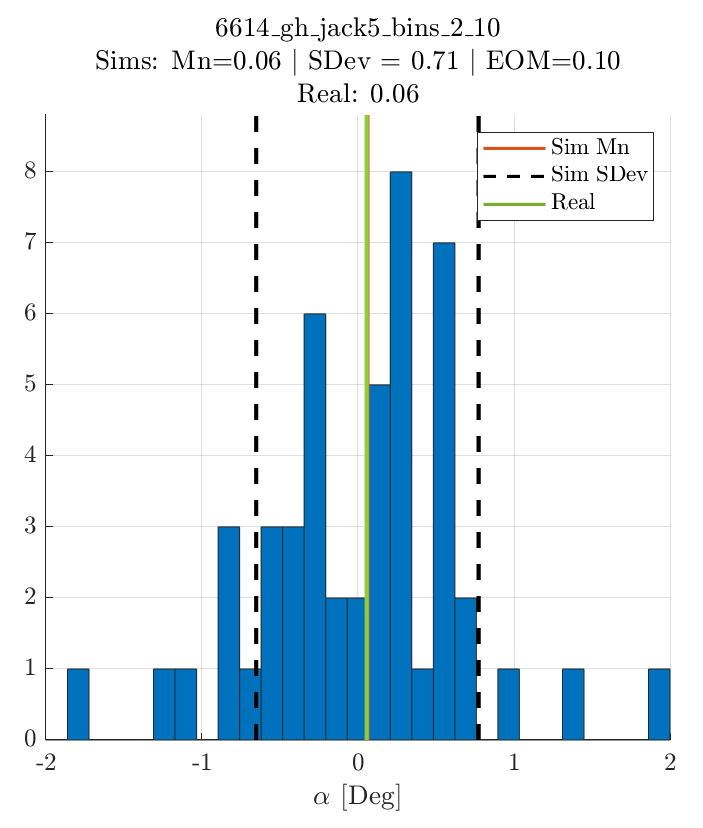 6614_gh_jack5_bins_2_10
Sims: Mn=0.06 | SDev = 0.71 | EOM=0.10
Real: 0.06
Sim Mn
Sim SDev
Real
8
7
6
5
4
3
2
1
0
-2 -1 0 1 2
α [Deg]